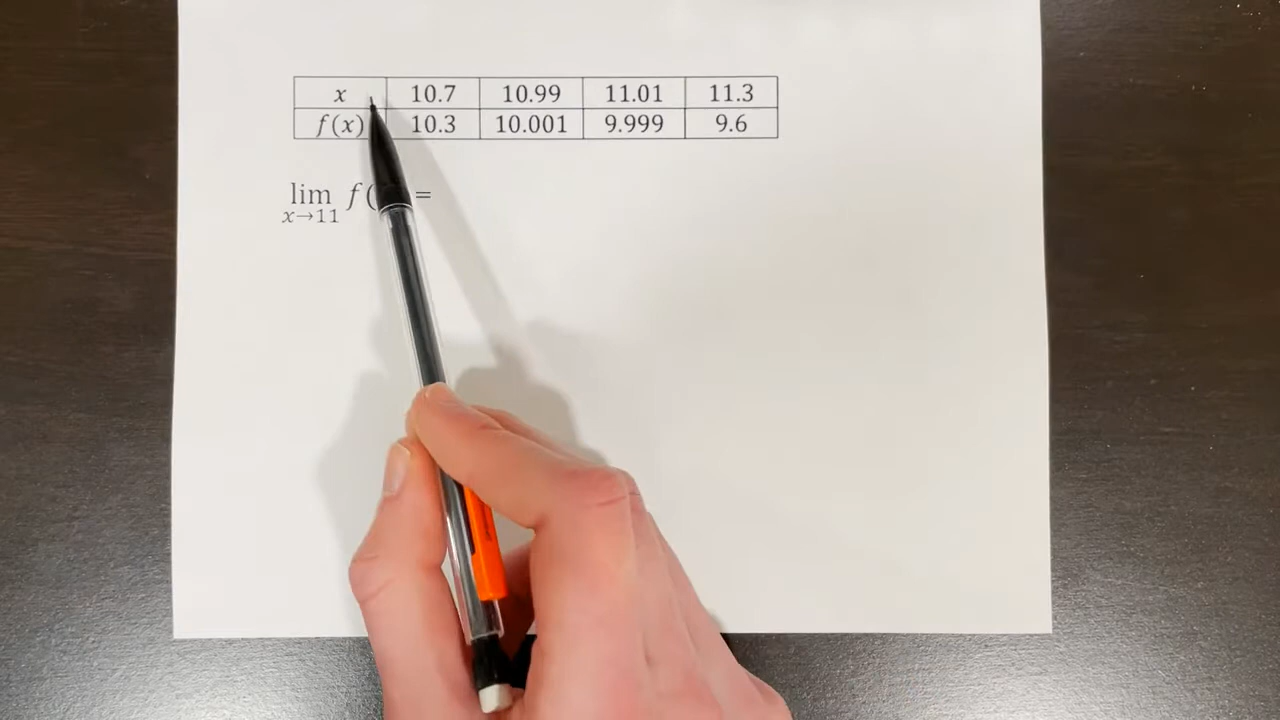 x 10.7 10.99 11.01 11.3
f(x) 10.3 10.001 9.999 9.6
lim f( =
x→11